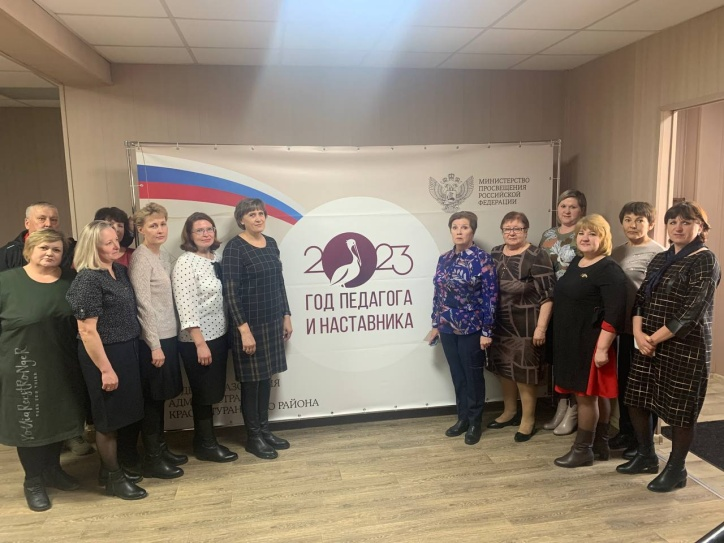 МИНИСТЕРСТВО
ПРОСВЕЩЕНИЯ
РОССИЙСКОЙ
ФЕДЕРАЦИИ
2023
ГОД ПЕДАГОГА
И НАСТАВНИКА
РАЙОНА